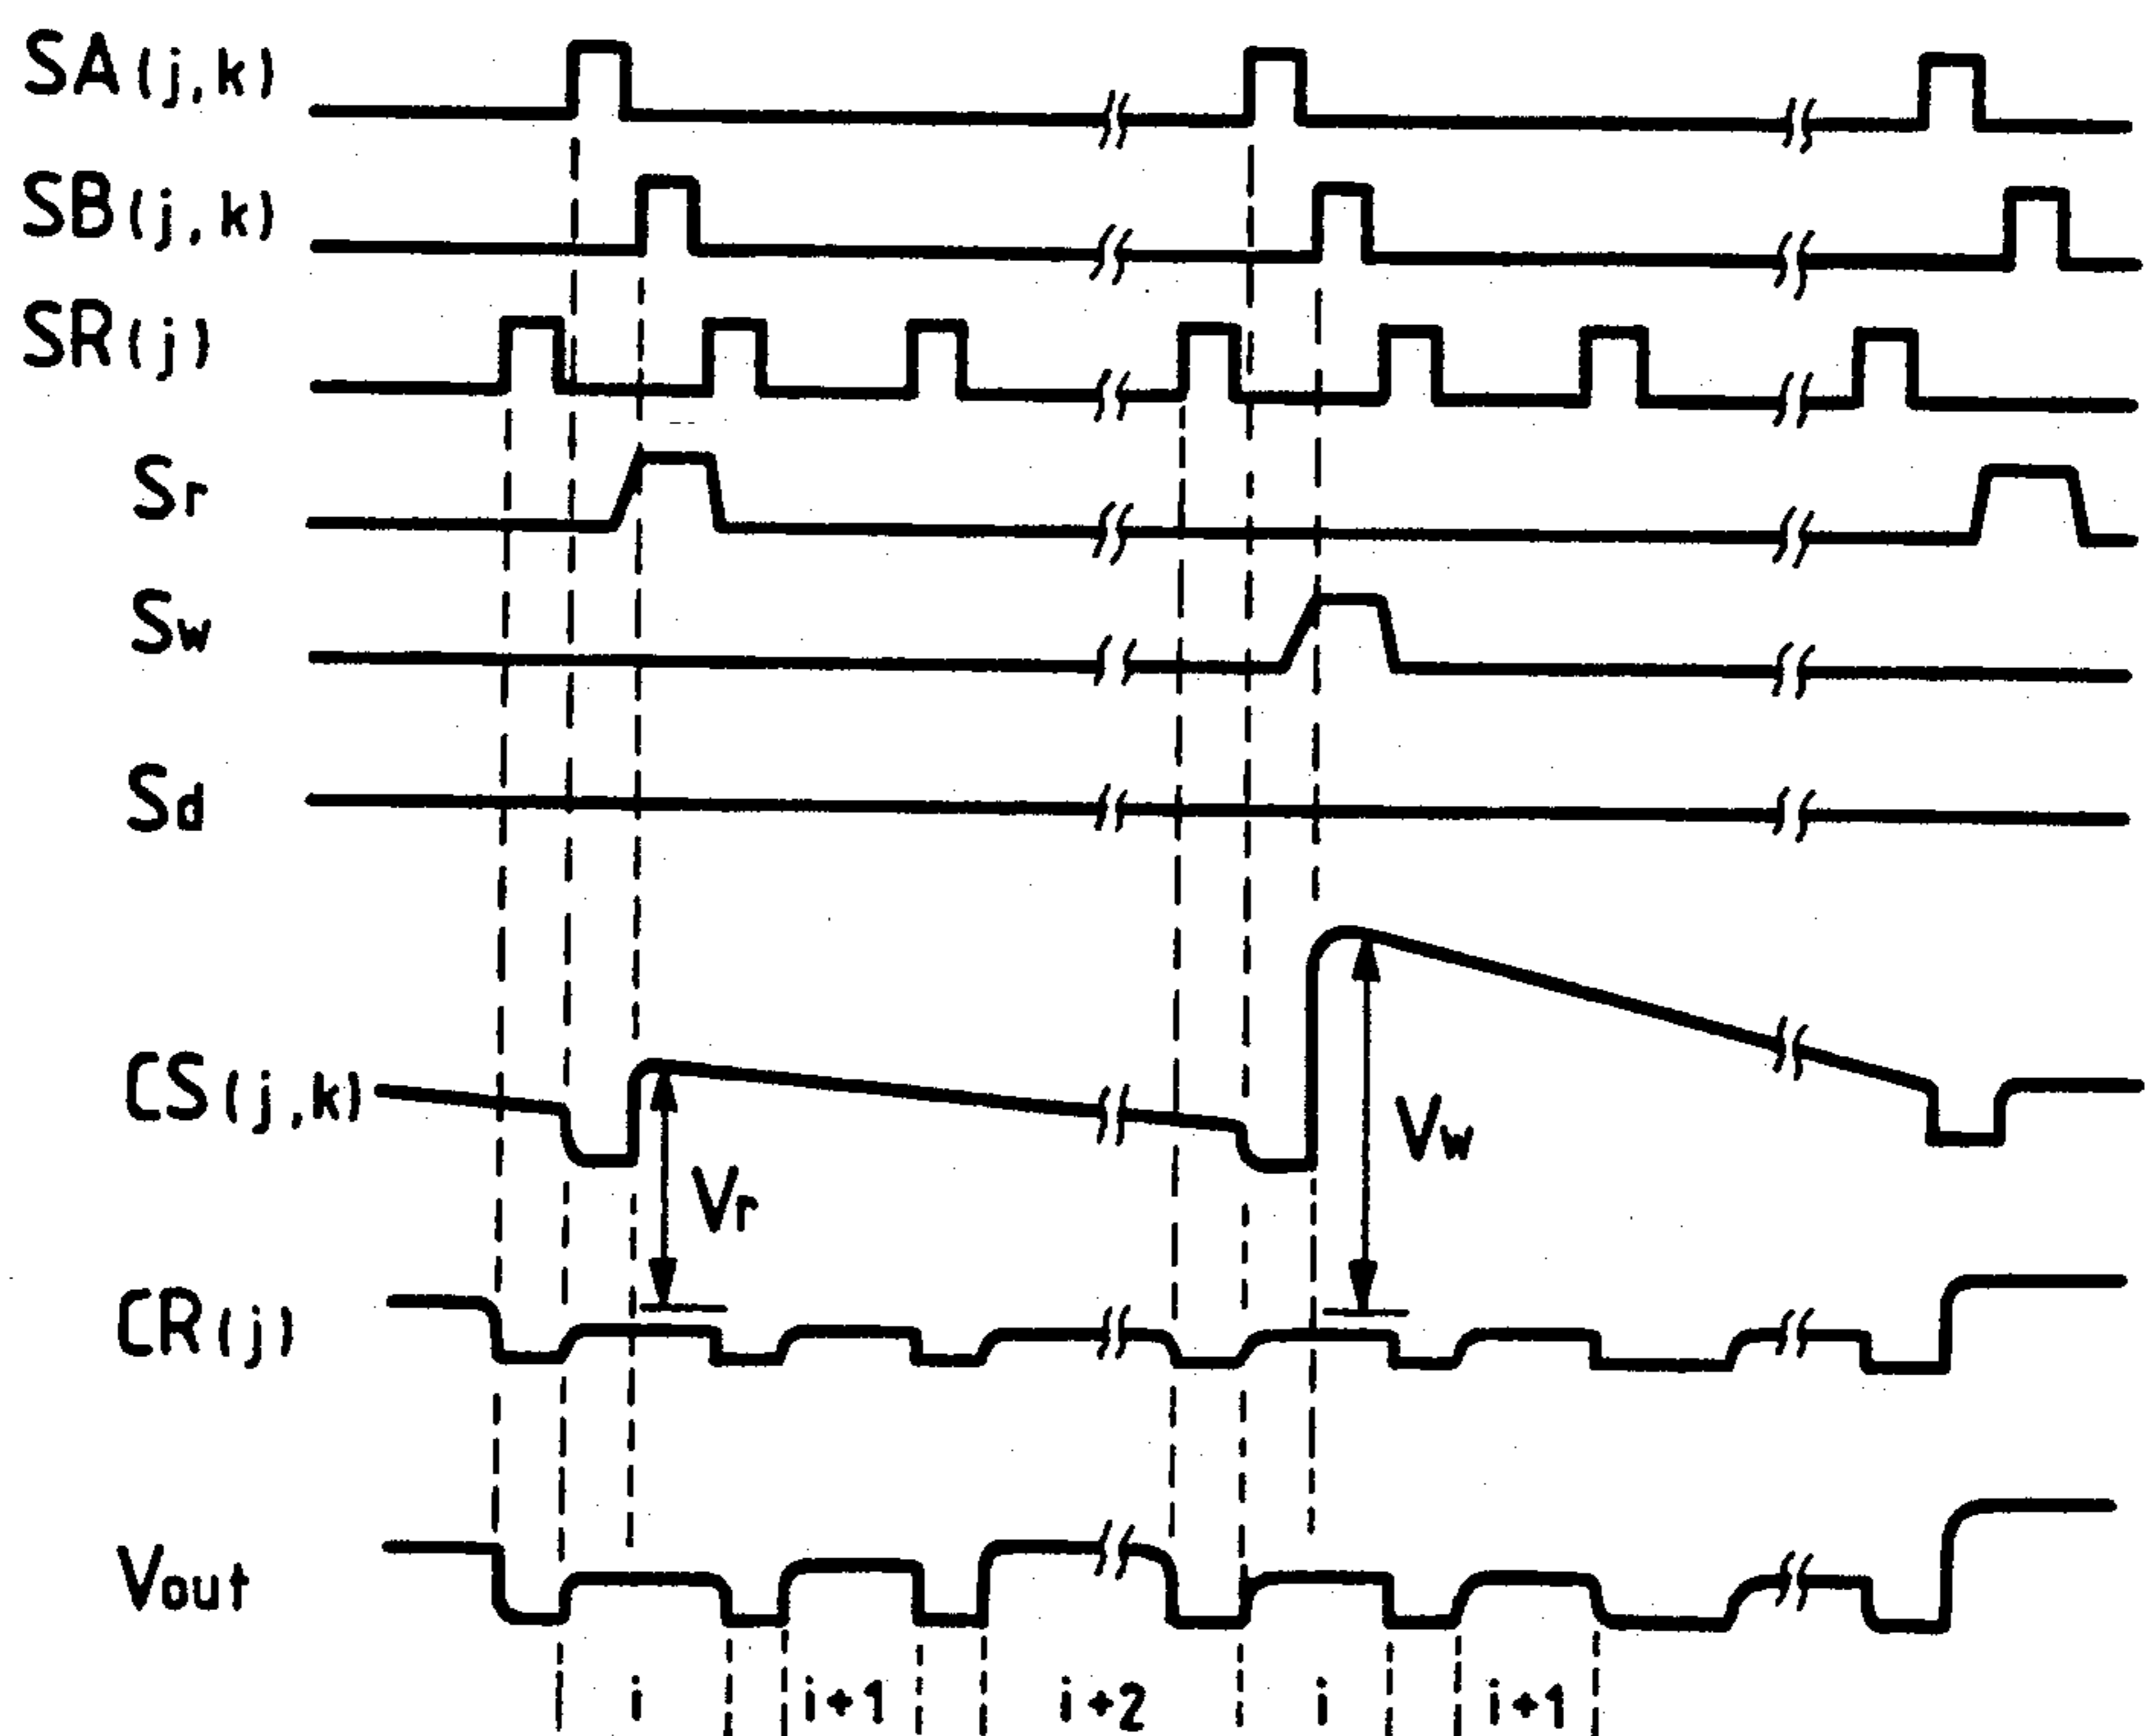 SA(j,k)
SB(j,k)
SR(j)
Sr
Sw
Sd
CS(j,k)
Vr
Vw
CR(j)
Vout
i i+1 i+2 i i+1